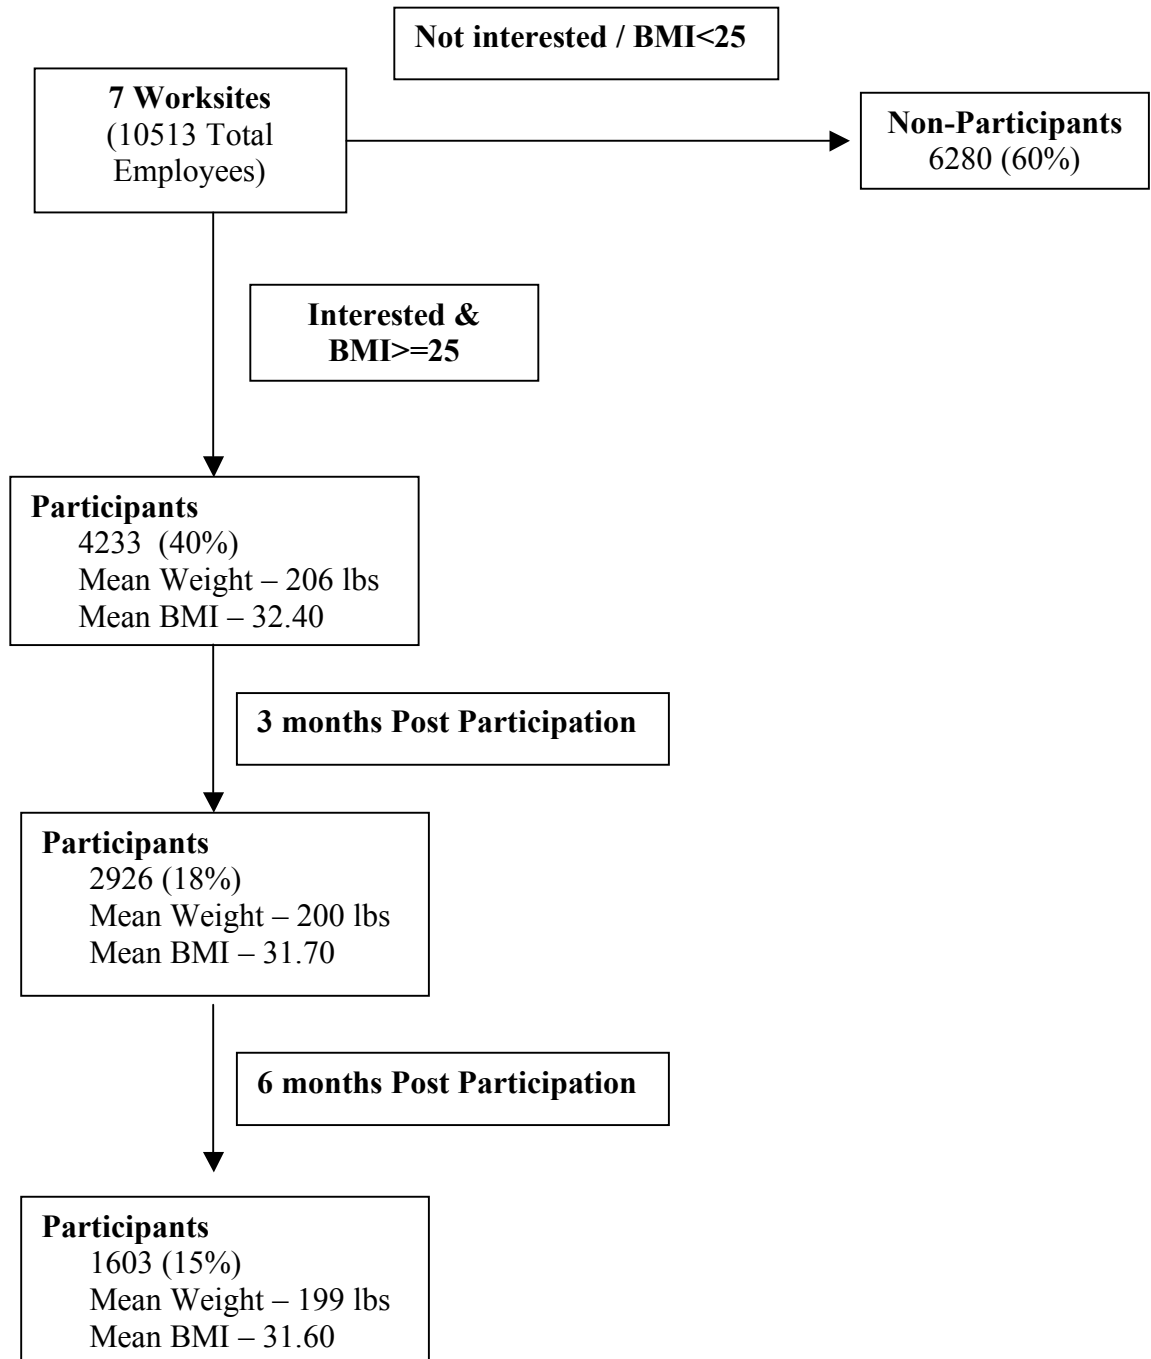 Not interested / BMI<25
7 Worksites
(10513 Total
Employees)
Non-Participants
6280 (60%)
Interested &
BMI>=25
Participants
4233 (40%)
Mean Weight – 206 lbs
Mean BMI – 32.40
3 months Post Participation
Participants
2926 (18%)
Mean Weight – 200 lbs
Mean BMI – 31.70
6 months Post Participation
Participants
1603 (15%)
Mean Weight – 199 lbs
Mean BMI – 31.60